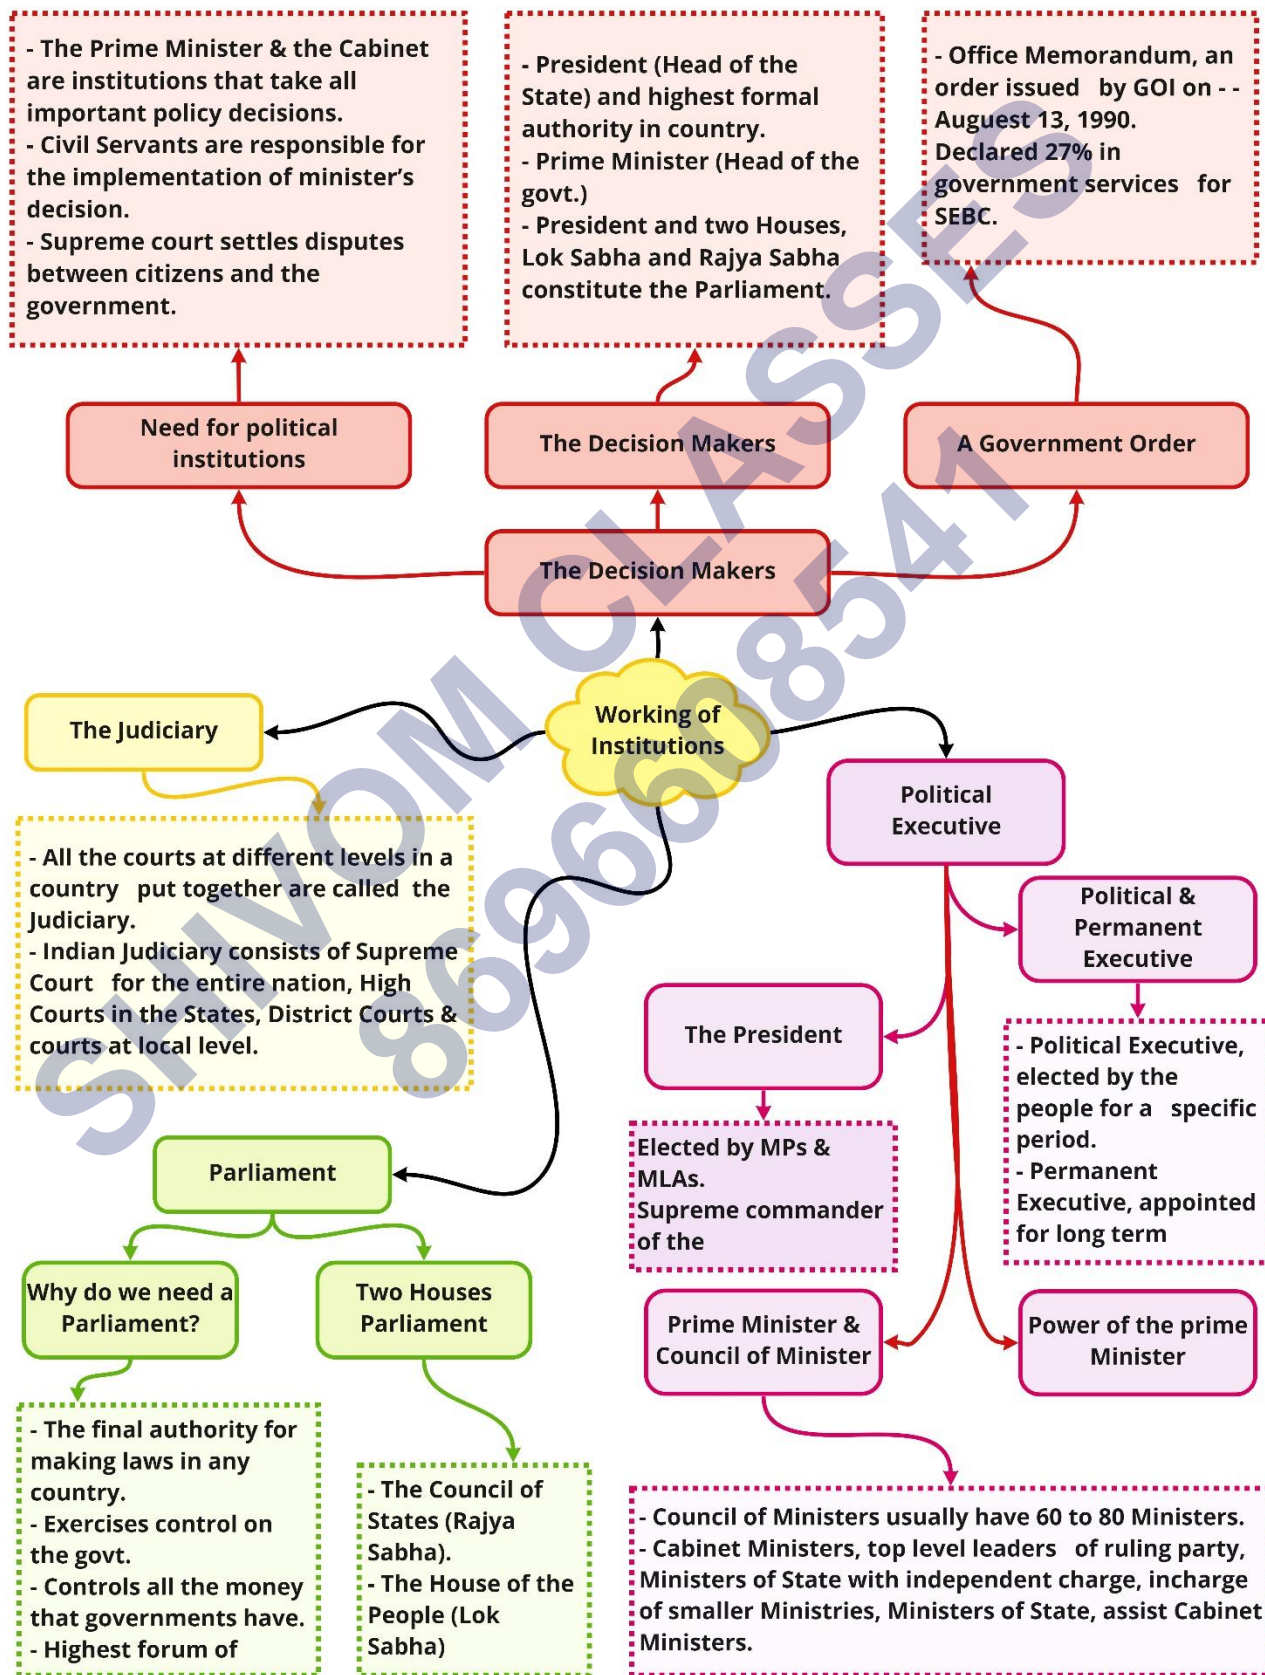 - The Prime Minister & the Cabinet
are institutions that take all
important policy decisions.
- Civil Servants are responsible for
the implementation of minister's
decision.
- Supreme court settles disputes
between citizens and the
government.
- President (Head of the
State) and highest formal
authority in country.
- Prime Minister (Head of the
govt.)
- President and two Houses,
Lok Sabha and Rajya Sabha
constitute the Parliament.
- Office Memorandum, an
order issued by GOI on - -
Auguest 13, 1990.
Declared 27% in
government services for
SEBC.
Need for political
institutions
The Decision Makers
A Government Order
The Decision Makers
Working of
Institutions
The Judiciary
- All the courts at different levels in a
country put together are called the
Judiciary.
- Indian Judiciary consists of Supreme
Court for the entire nation, High
Courts in the States, District Courts &
courts at local level.
Political
Executive
Political &
Permanent
Executive
- Political Executive,
elected by the
people for a specific
period.
- Permanent
Executive, appointed
for long term
The President
Elected by MPs &
MLAs.
Supreme commander
of the
Parliament
Why do we need a
Parliament?
Two Houses
Parliament
- The final authority for
making laws in any
country.
- Exercises control on
the govt.
- Controls all the money
that governments have.
- Highest forum of
- The Council of
States (Rajya
Sabha).
- The House of the
People (Lok
Sabha)
Prime Minister &
Council of Minister
Power of the prime
Minister
- Council of Ministers usually have 60 to 80 Ministers.
- Cabinet Ministers, top level leaders of ruling party,
Ministers of State with independent charge, incharge
of smaller Ministries, Ministers of State, assist Cabinet
Ministers.
SHIVOM CLASSES
8696608541